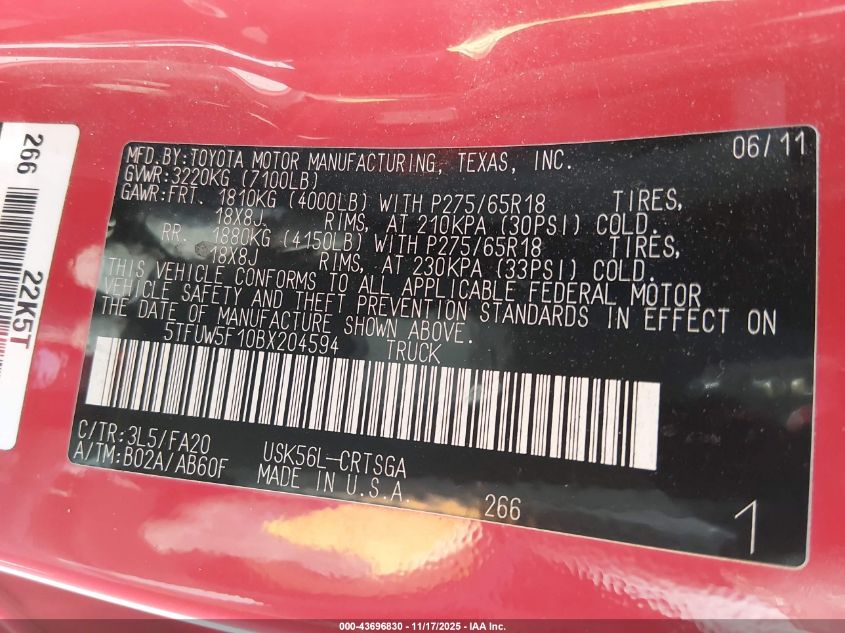 MFD.BY:TOYOTA MOTOR MANUFACTURING, TEXAS, INC. 06/11
GVWR:3220KG (7100LB)
GAWR:FRT. 1810KG (4000LB) WITH P275/65R18 TIRES,
18X8J RIMS, AT 210KPA (30PSI) COLD.
RR. 1880KG (4150LB) WITH P275/65R18 TIRES,
18X8J RIMS, AT 230KPA (33PSI) COLD.
THIS VEHICLE CONFORMS TO ALL APPLICABLE FEDERAL MOTOR
VEHICLE SAFETY AND THEFT PREVENTION STANDARDS IN EFFECT ON
THE DATE OF MANUFACTURE SHOWN ABOVE.
5TFUW5F10BX204594 TRUCK
C/TR:3L5/FA20 USK56L-CRTSGA
A/TM:B02A/AB60F MADE IN U.S.A.
266
1
266
22K5T
000-43696830 - 11/17/2025 - IAA Inc.